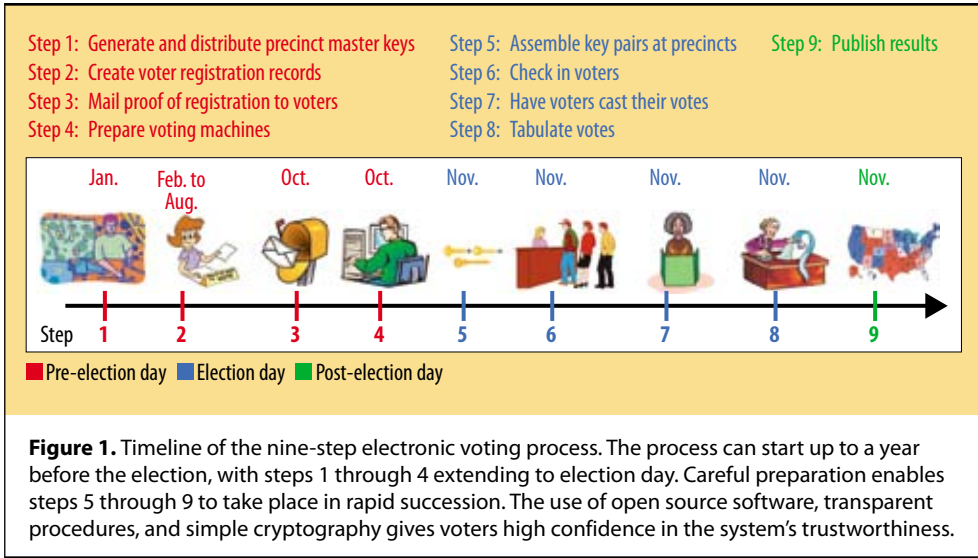 Step 1: Generate and distribute precinct master keys
Step 2: Create voter registration records
Step 3: Mail proof of registration to voters
Step 4: Prepare voting machines
Step 5: Assemble key pairs at precincts
Step 6: Check in voters
Step 7: Have voters cast their votes
Step 8: Tabulate votes
Step 9: Publish results
Jan. Feb. to Aug. Oct. Oct. Nov. Nov. Nov. Nov. Nov.
Step 1 2 3 4 5 6 7 8 9
Pre-election day Election day Post-election day
Figure 1. Timeline of the nine-step electronic voting process. The process can start up to a year
before the election, with steps 1 through 4 extending to election day. Careful preparation enables
steps 5 through 9 to take place in rapid succession. The use of open source software, transparent
procedures, and simple cryptography gives voters high confidence in the system's trustworthiness.